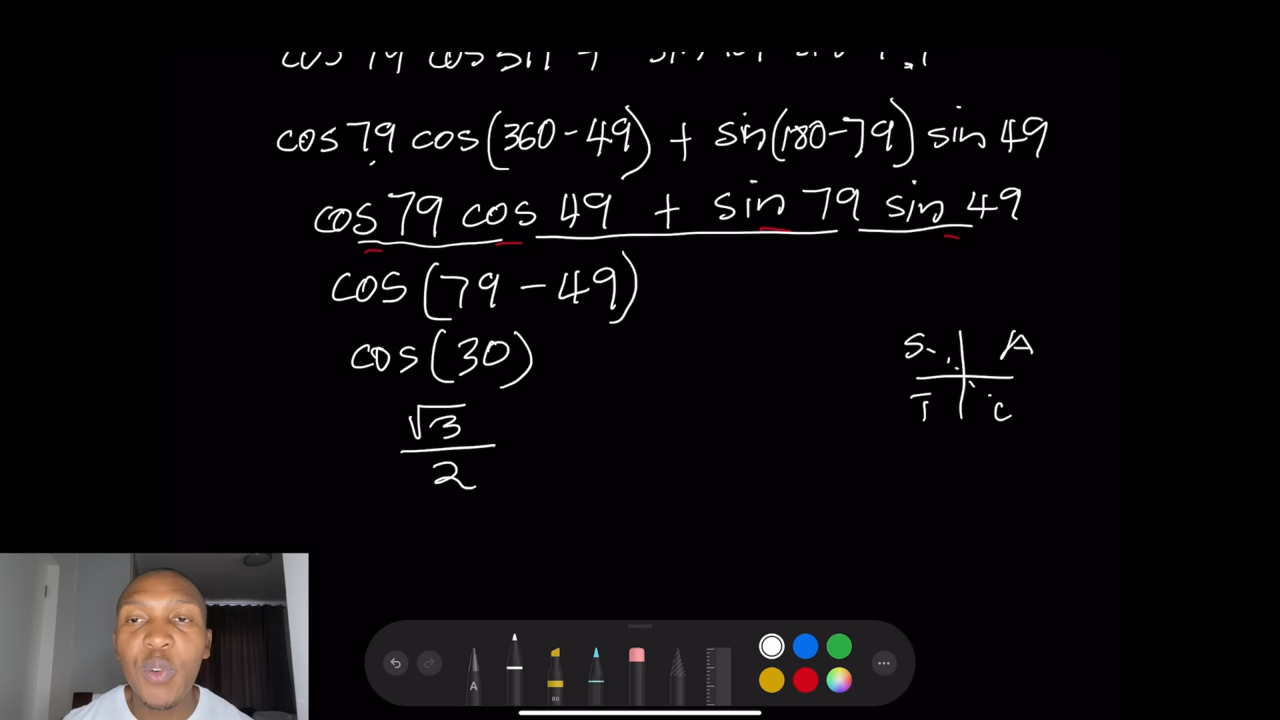 cos 79 cos(360-49) + sin(180-79) sin 49
cos 79 cos 49 + sin 79 sin 49
cos(79-49)
cos(30)
√3
2
S A
T C
A
80